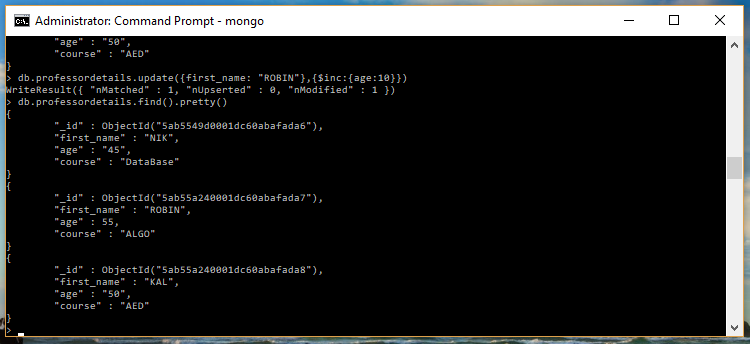 Administrator: Command Prompt - mongo
"age" : "50",
"course" : "AED"
}
> db.professordetails.update({first_name: "ROBIN"},{$inc:{age:10}})
WriteResult({ "nMatched" : 1, "nUpserted" : 0, "nModified" : 1 })
> db.professordetails.find().pretty()
{
"_id" : ObjectId("5ab5549d0001dc60abafada6"),
"first_name" : "NIK",
"age" : "45",
"course" : "DataBase"
}
{
"_id" : ObjectId("5ab55a240001dc60abafada7"),
"first_name" : "ROBIN",
"age" : 55,
"course" : "ALGO"
}
{
"_id" : ObjectId("5ab55a240001dc60abafada8"),
"first_name" : "KAL",
"age" : "50",
"course" : "AED"
}
>